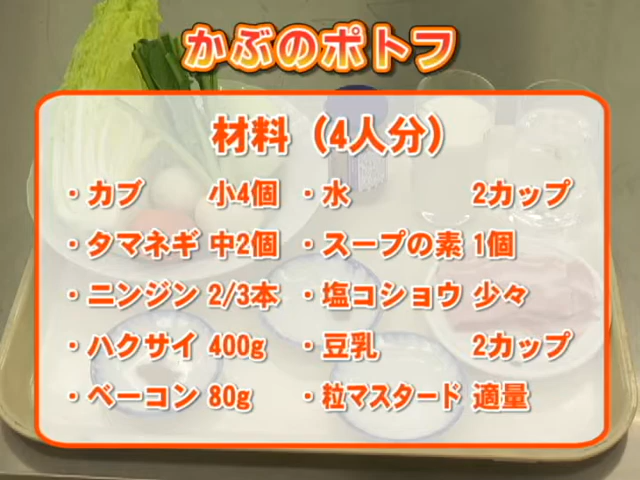 かぶのポトフ
材料（4人分）
・カブ 小4個
・タマネギ 中2個
・ニンジン 2/3本
・ハクサイ 400g
・ベーコン 80g
・水 2カップ
・スープの素 1個
・塩コショウ 少々
・豆乳 2カップ
・粒マスタード 適量